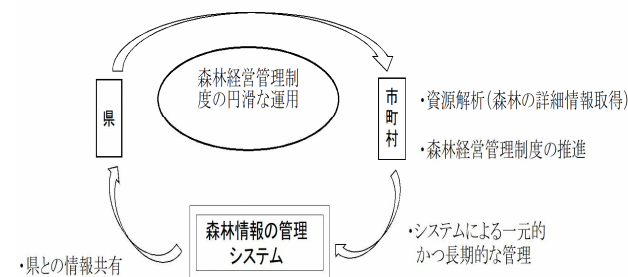 森林経営管理制
度の円滑な運用
県
市町村
・資源解析(森林の詳細情報取得)
・森林経営管理制度の推進
森林情報の管理
システム
・システムによる一元的
かつ長期的な管理
・県との情報共有